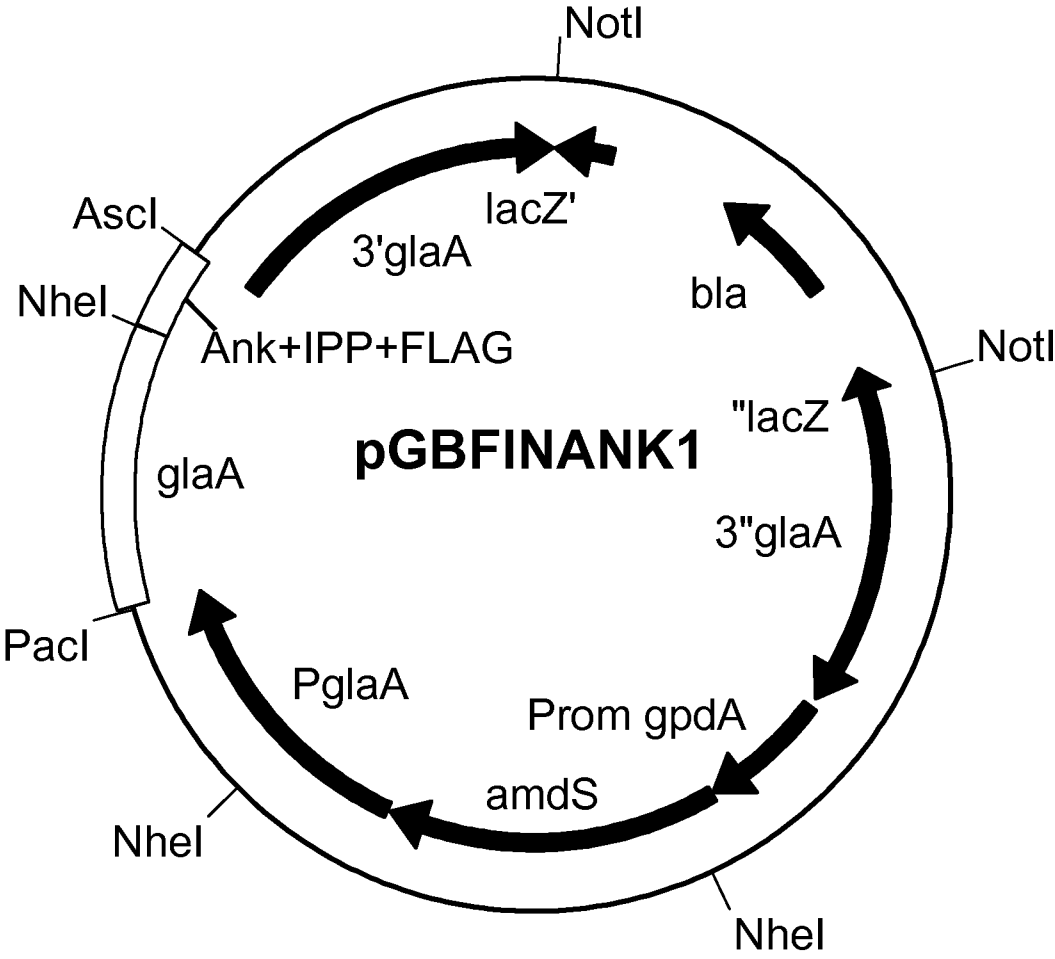 NotI
AscI
lacZ'
3'glaA
bla
NheI
Ank+IPP+FLAG
NotI
"lacZ
pGBFINANK1
glaA
3"glaA
PacI
PglaA
Prom gpdA
amdS
NheI
NheI